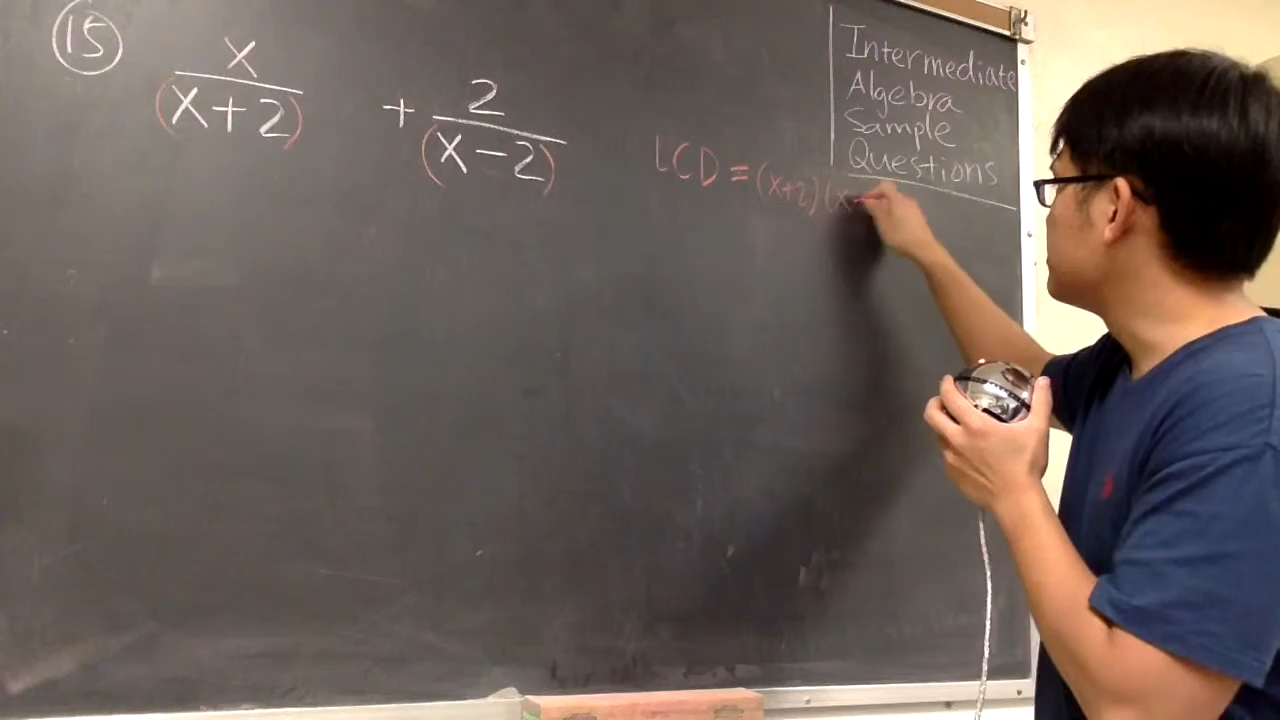 15
x/(x+2) + 2/(x-2)
LCD = (x+2)(x-
Intermediate
Algebra
Sample
Questions